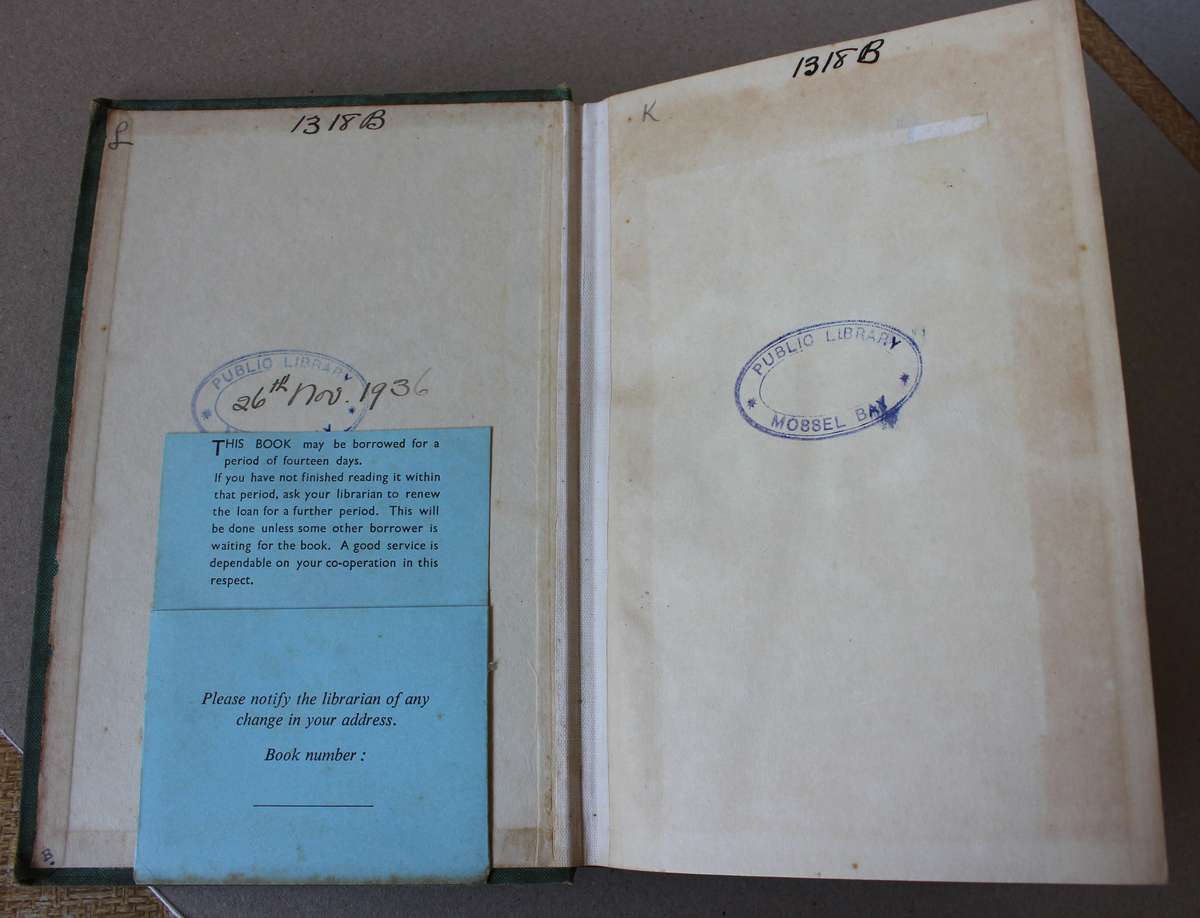 L
1318B
PUBLIC LIBRARY
26th Nov. 1936
THIS BOOK may be borrowed for a
period of fourteen days.
If you have not finished reading it within
that period, ask your librarian to renew
the loan for a further period. This will
be done unless some other borrower is
waiting for the book. A good service is
dependable on your co-operation in this
respect.
Please notify the librarian of any
change in your address.
Book number :
B.
1318B
K
PUBLIC LIBRARY
MOSSEL BAY